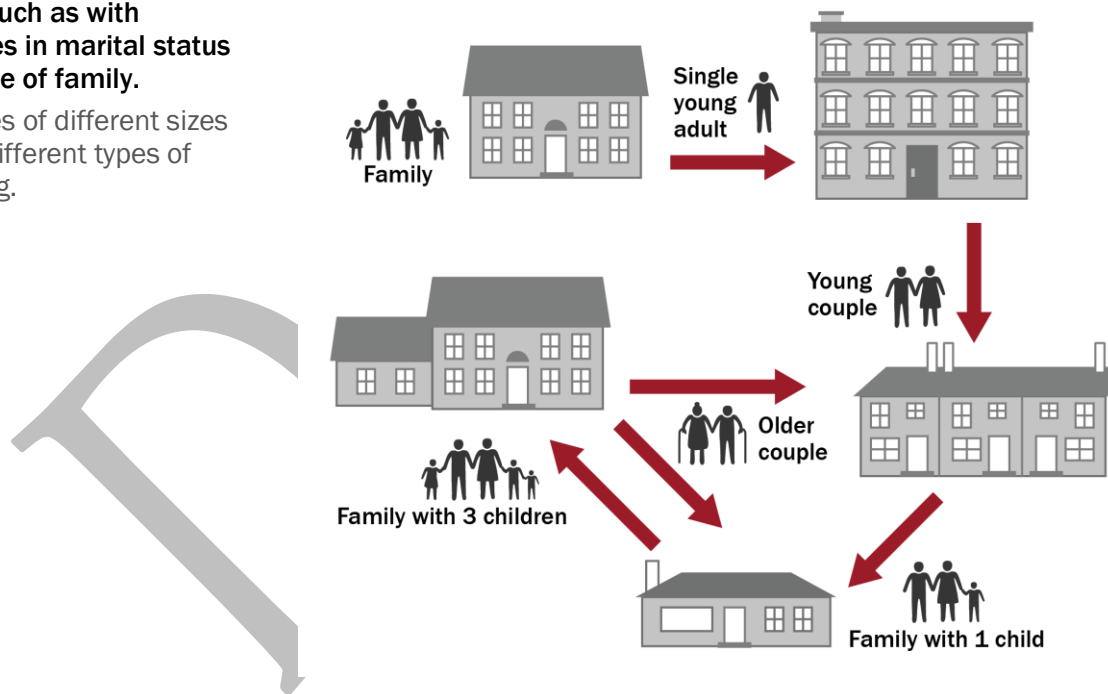 uch as with
es in marital status
e of family.
es of different sizes
ifferent types of
g.
Family
Single
young
adult
Young
couple
Older
couple
Family with 3 children
Family with 1 child